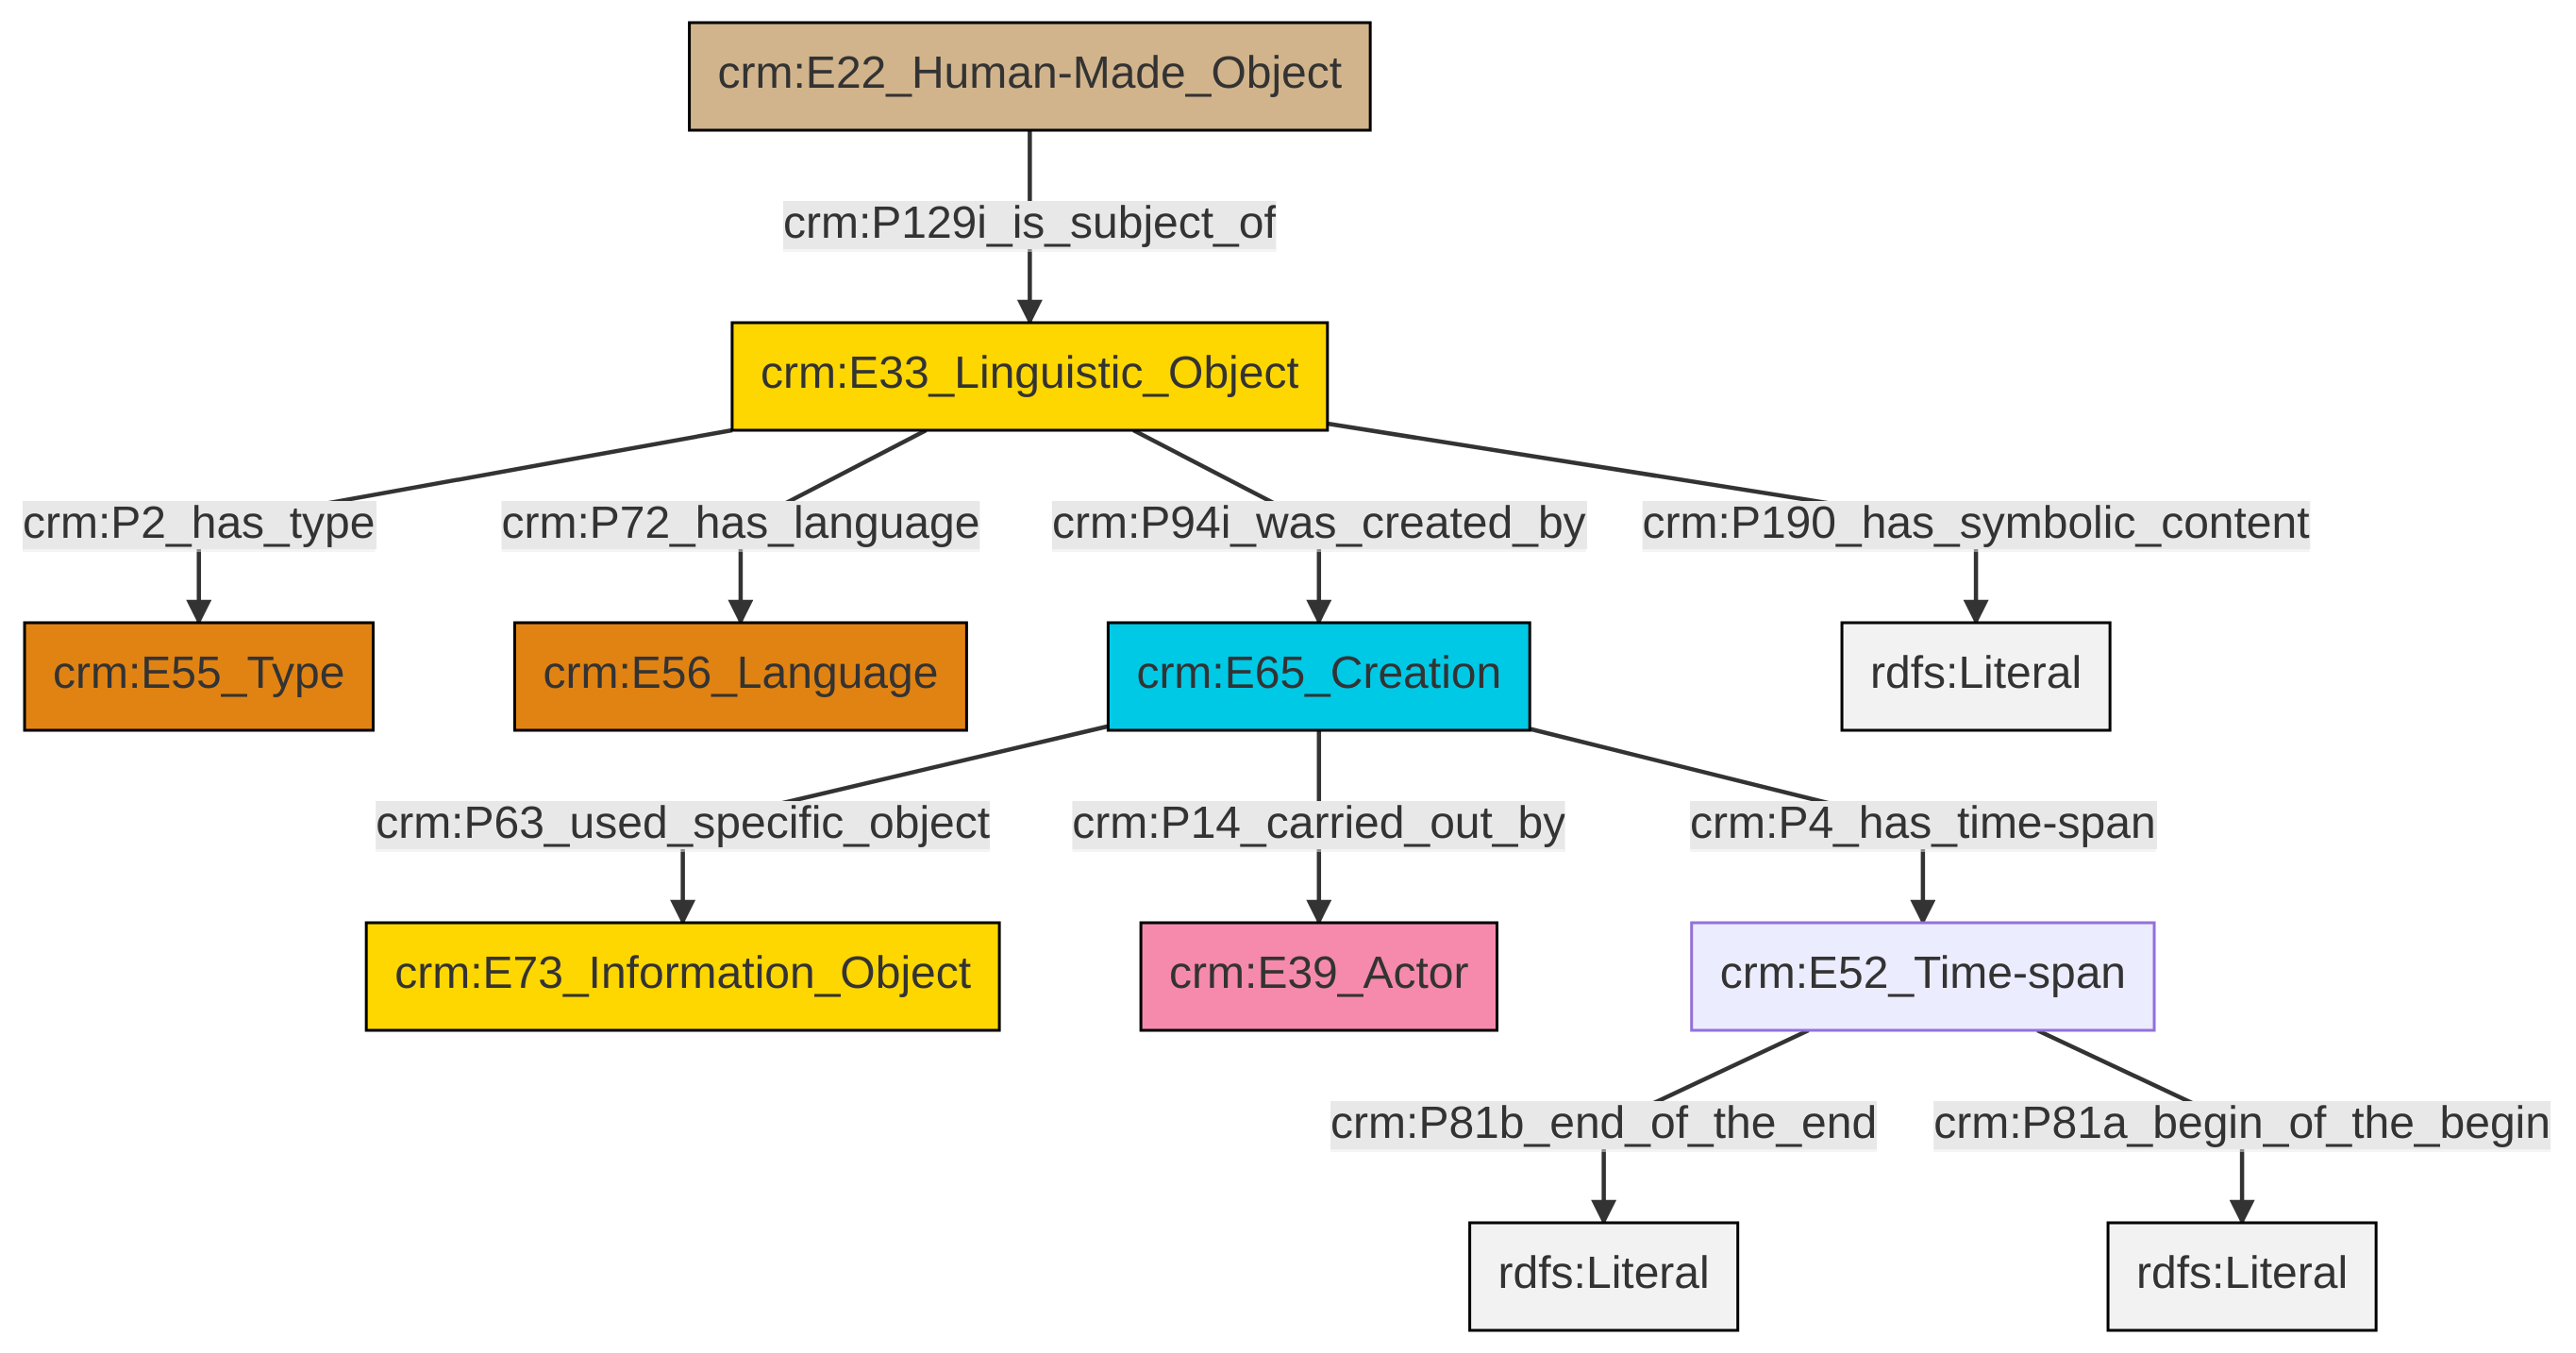 crm:E22_Human-Made_Object
crm:P129i_is_subject_of
crm:E33_Linguistic_Object
crm:P2_has_type
crm:P72_has_language
crm:P94i_was_created_by
crm:P190_has_symbolic_content
crm:E55_Type
crm:E56_Language
crm:E65_Creation
rdfs:Literal
crm:P63_used_specific_object
crm:P14_carried_out_by
crm:P4_has_time-span
crm:E73_Information_Object
crm:E39_Actor
crm:E52_Time-span
crm:P81b_end_of_the_end
crm:P81a_begin_of_the_begin
rdfs:Literal
rdfs:Literal